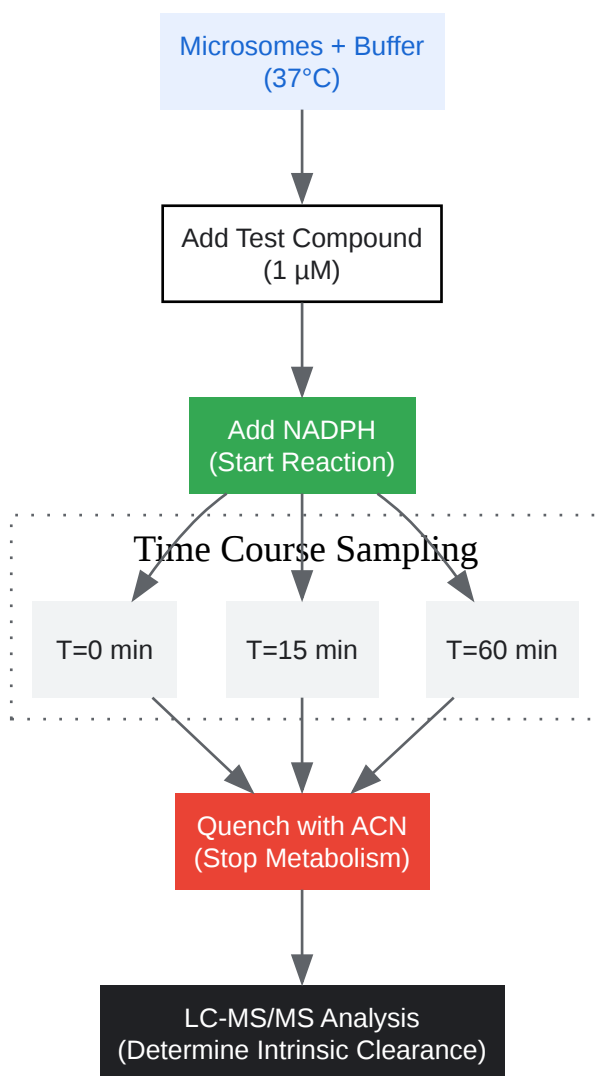 Microsomes + Buffer
(37°C)
Add Test Compound
(1 µM)
Add NADPH
(Start Reaction)
Time Course Sampling
T=0 min
T=15 min
T=60 min
Quench with ACN
(Stop Metabolism)
LC-MS/MS Analysis
(Determine Intrinsic Clearance)